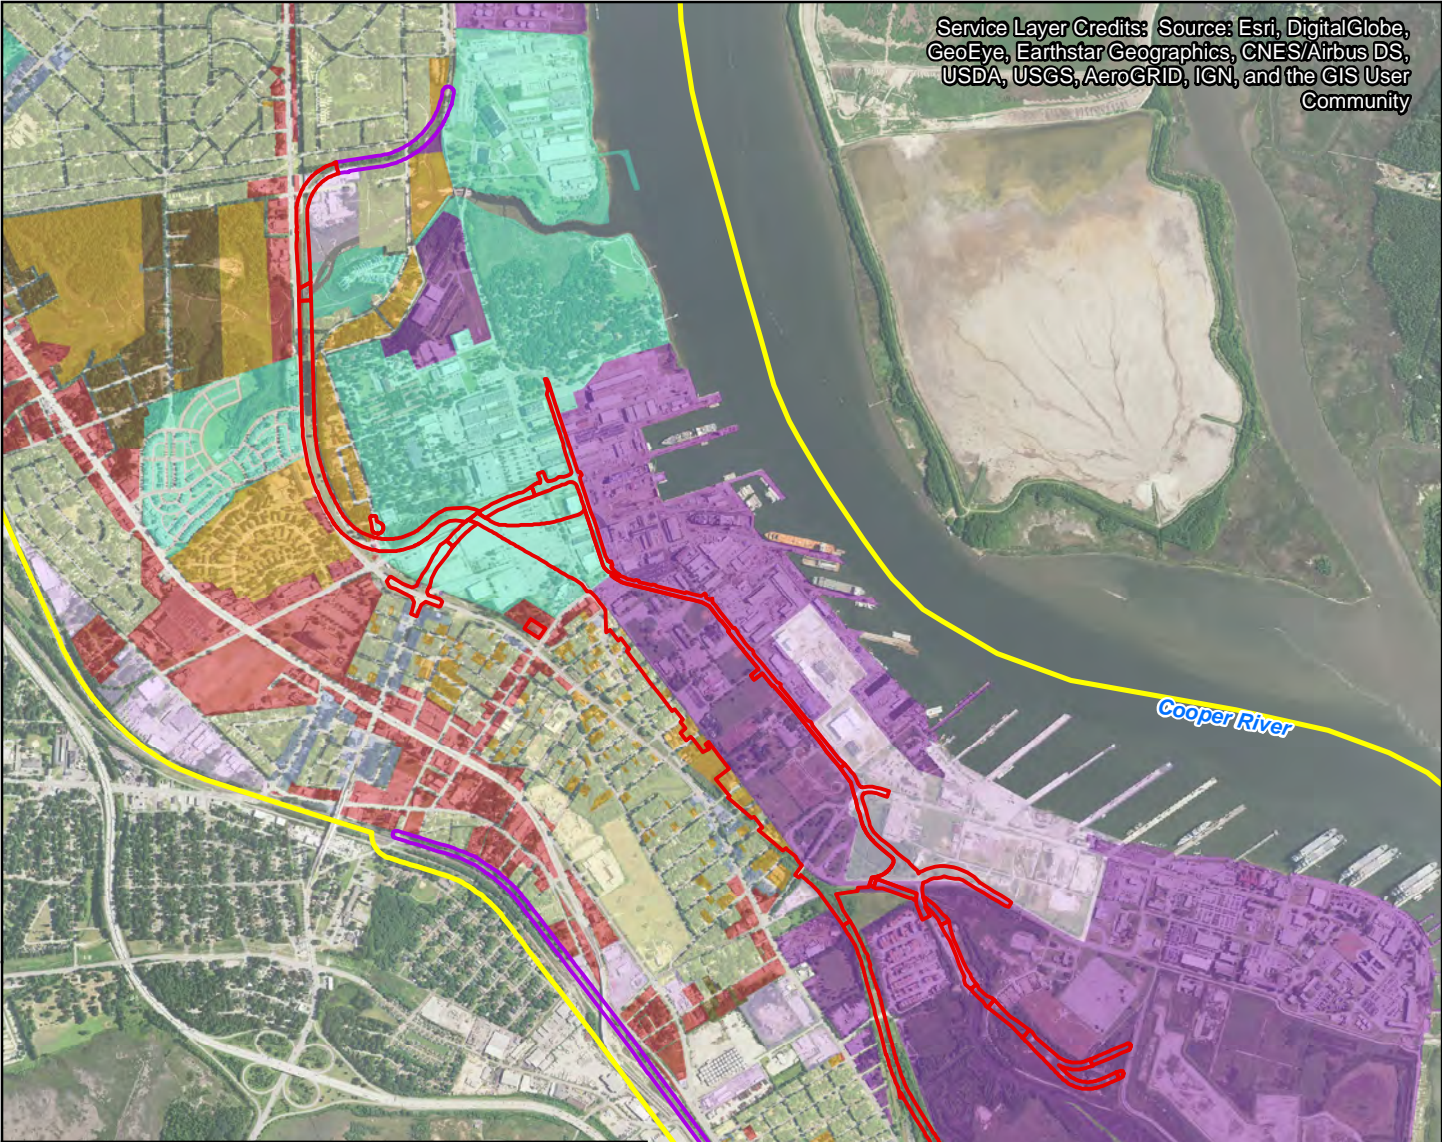 Service Layer Credits: Source: Esri, DigitalGlobe,
GeoEye, Earthstar Geographics, CNES/Airbus DS,
USDA, USGS, AeroGRID, IGN, and the GIS User
Community
Cooper River